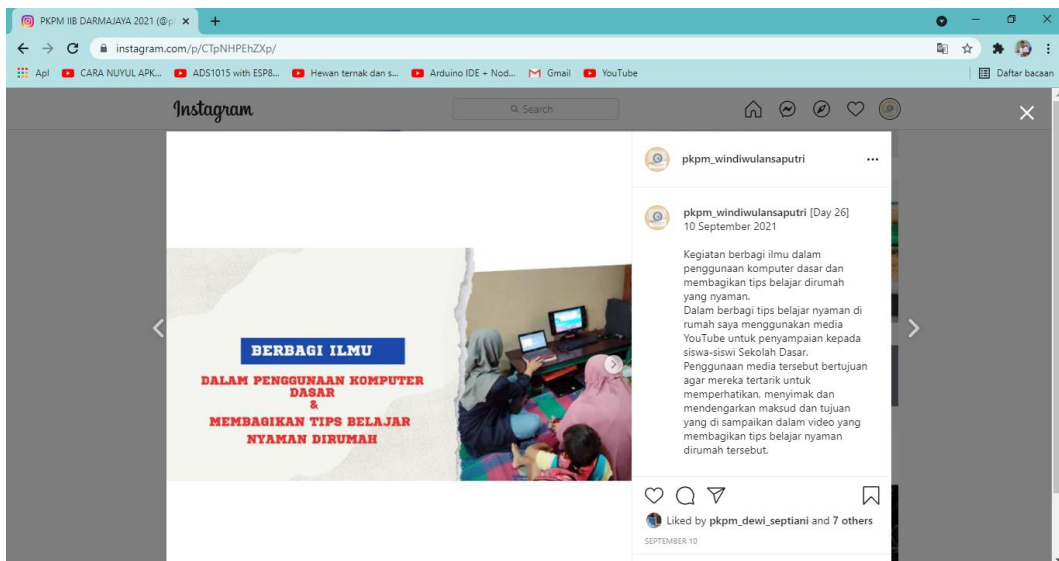 PKPM IIB DARMAJAYA 2021 (@p
instagram.com/p/CTpNHPEhZXp/
Apl
CARA NUYUL APK...
ADS1015 with ESP8...
Hewan ternak dan s...
Arduino IDE + Nod...
Gmail
YouTube
Daftar bacaan
Instagram
Search
pkpm_windiwulansaputri
pkpm_windiwulansaputri [Day 26]
10 September 2021
Kegiatan berbagi ilmu dalam
penggunaan komputer dasar dan
membagikan tips belajar dirumah
yang nyaman.
Dalam berbagi tips belajar nyaman di
rumah saya menggunakan media
YouTube untuk penyampaian kepada
siswa-siswi Sekolah Dasar.
Penggunaan media tersebut bertujuan
agar mereka tertarik untuk
memperhatikan, menyimak dan
mendengarkan maksud dan tujuan
yang di sampaikan dalam video yang
membagikan tips belajar nyaman
dirumah tersebut.
BERBAGI ILMU
DALAM PENGGUNAAN KOMPUTER
DASAR
&
MEMBAGIKAN TIPS BELAJAR
NYAMAN DIRUMAH
Liked by pkpm_dewi_septiani and 7 others
SEPTEMBER 10